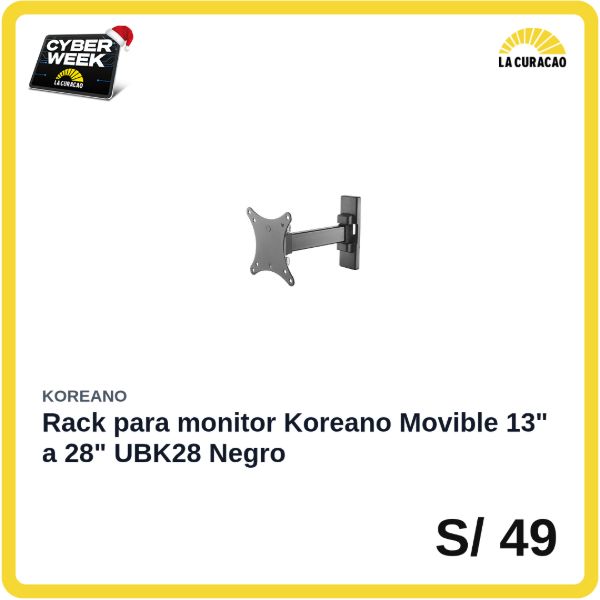 CYBER
WEEK
LA CURACAO
LA CURACAO
KOREANO
Rack para monitor Koreano Movible 13"
a 28" UBK28 Negro
S/ 49